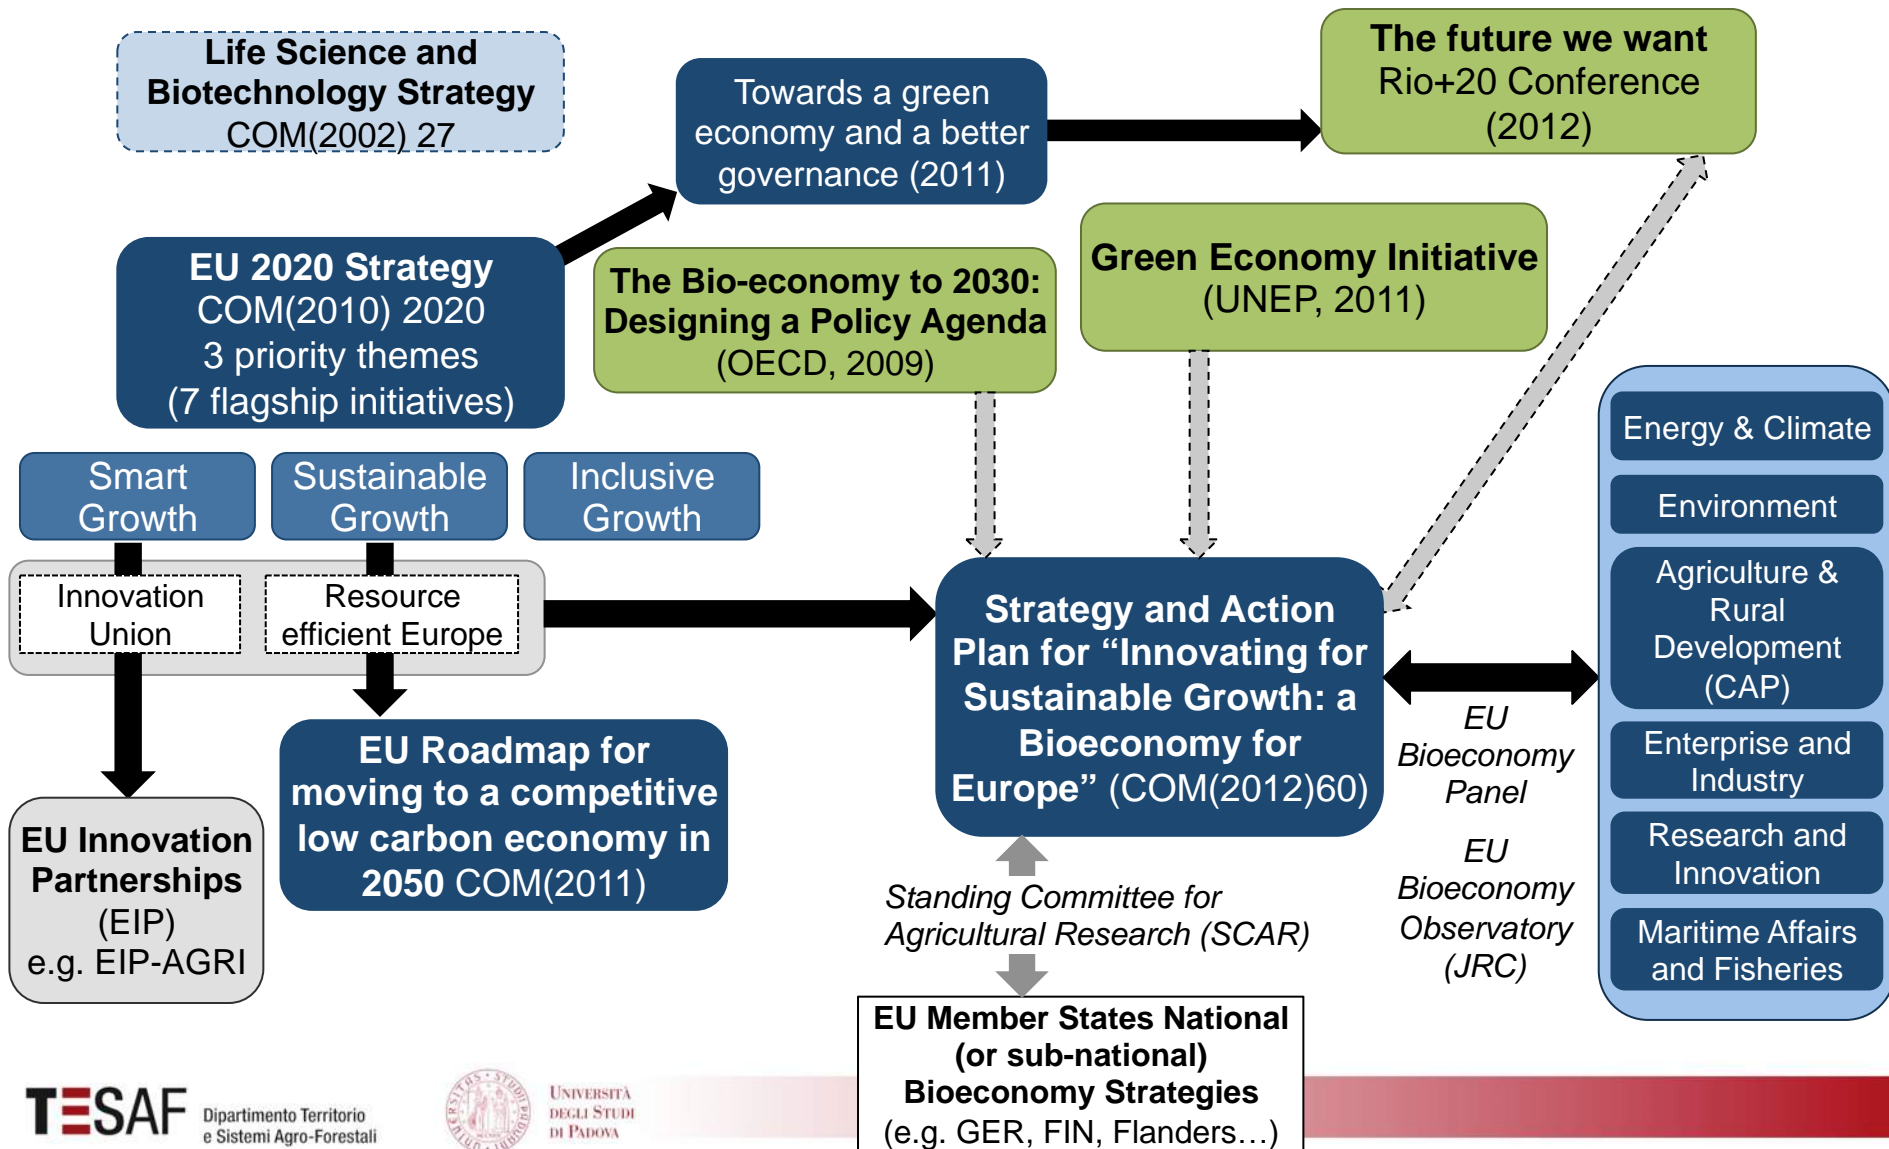 Life Science and
Biotechnology Strategy
COM(2002) 27
Towards a green
economy and a better
governance (2011)
The future we want
Rio+20 Conference
(2012)
EU 2020 Strategy
COM(2010) 2020
3 priority themes
(7 flagship initiatives)
The Bio-economy to 2030:
Designing a Policy Agenda
(OECD, 2009)
Green Economy Initiative
(UNEP, 2011)
Smart
Growth
Sustainable
Growth
Inclusive
Growth
Innovation
Union
Resource
efficient Europe
EU Innovation
Partnerships
(EIP)
e.g. EIP-AGRI
EU Roadmap for
moving to a competitive
low carbon economy in
2050 COM(2011)
Strategy and Action
Plan for “Innovating for
Sustainable Growth: a
Bioeconomy for
Europe” (COM(2012)60)
EU
Bioeconomy
Panel
EU
Bioeconomy
Observatory
(JRC)
Energy & Climate
Environment
Agriculture &
Rural
Development
(CAP)
Enterprise and
Industry
Research and
Innovation
Maritime Affairs
and Fisheries
Standing Committee for
Agricultural Research (SCAR)
EU Member States National
(or sub-national)
Bioeconomy Strategies
(e.g. GER, FIN, Flanders…)
TESAF
Dipartimento Territorio
e Sistemi Agro-Forestali
UNIVERSITÀ
DEGLI STUDI
DI PADOVA